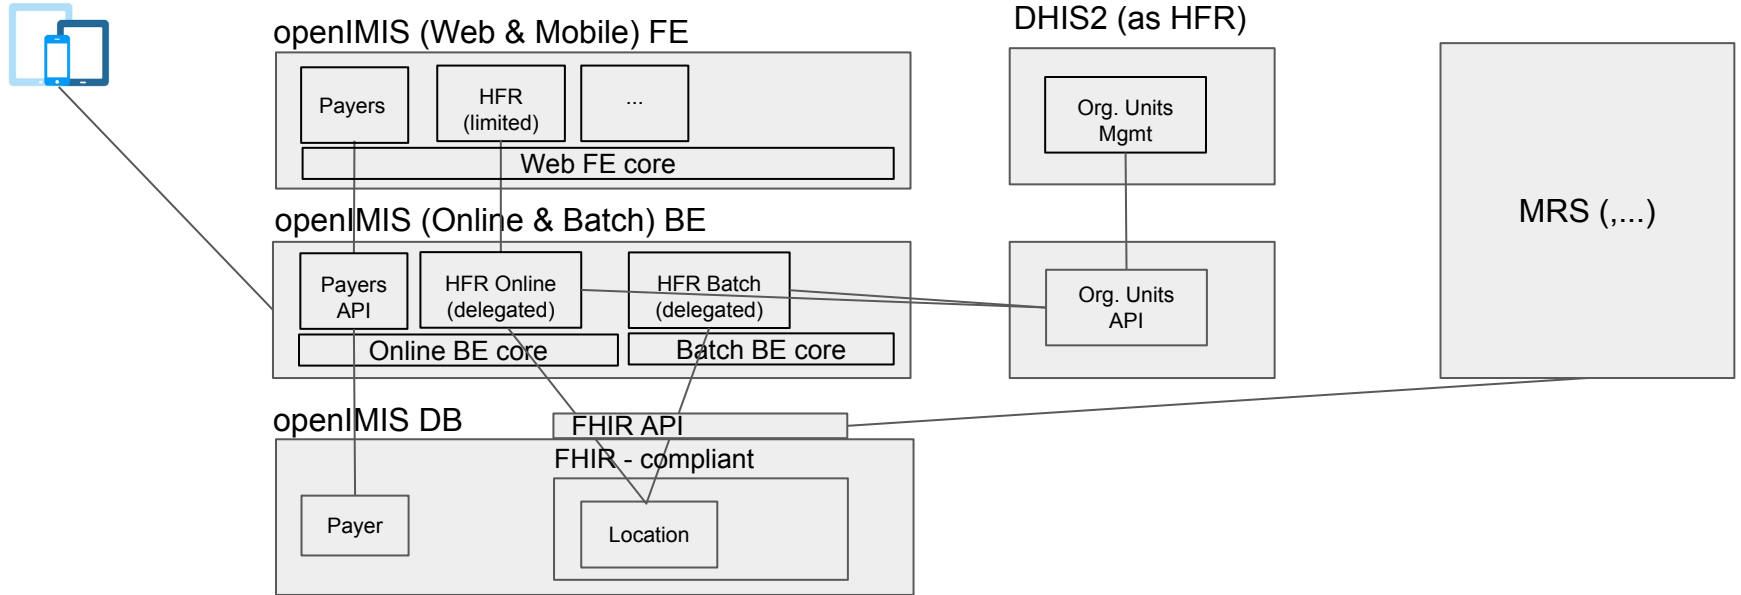 openIMIS (Web & Mobile) FE
Payers
HFR
(limited)
...
Web FE core
DHIS2 (as HFR)
Org. Units
Mgmt
MRS (,...)
openIMIS (Online & Batch) BE
Payers
API
HFR Online
(delegated)
HFR Batch
(delegated)
Online BE core
Batch BE core
Org. Units
API
openIMIS DB
FHIR API
FHIR - compliant
Payer
Location